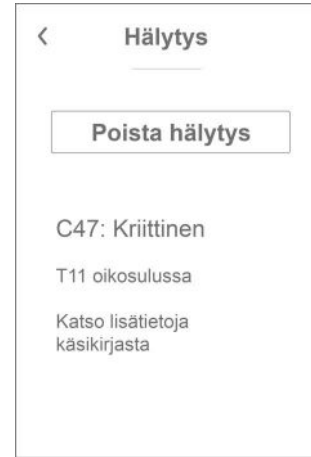 Hälytys
Poista hälytys
C47: Kriittinen
T11 oikosulussa
Katso lisätietoja
käsikirjasta